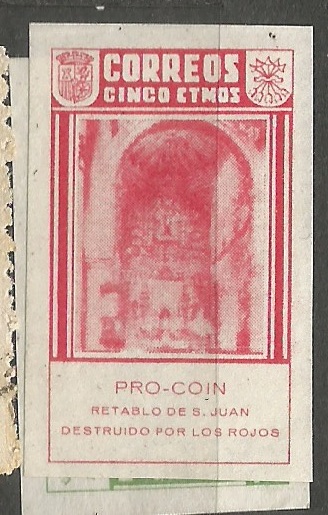 CORREOS
CINCO CTMOS
PRO-COIN
RETABLO DE S. JUAN
DESTRUIDO POR LOS ROJOS